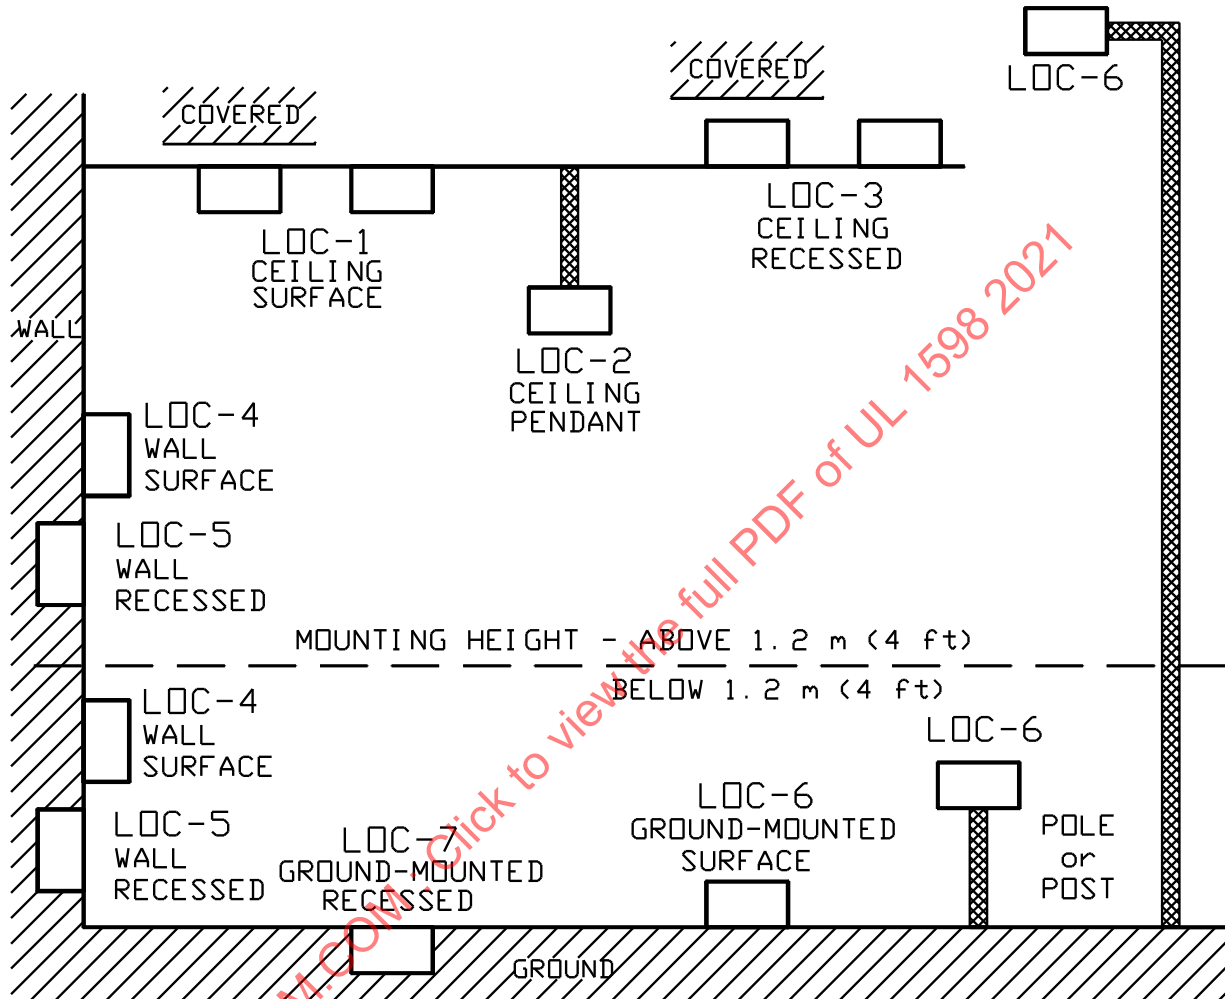 COVERED
COVERED
LOC-6
LOC-1
CEILING
SURFACE
LOC-3
CEILING
RECESSED
WALL
LOC-2
CEILING
PENDANT
LOC-4
WALL
SURFACE
LOC-5
WALL
RECESSED
MOUNTING HEIGHT - ABOVE 1.2 m (4 ft)
BELOW 1.2 m (4 ft)
LOC-4
WALL
SURFACE
LOC-6
LOC-5
WALL
RECESSED
LOC-7
GROUND-MOUNTED
RECESSED
LOC-6
GROUND-MOUNTED
SURFACE
POLE
or
POST
GROUND
M.COM : Click to view the full PDF of UL 1598 2021